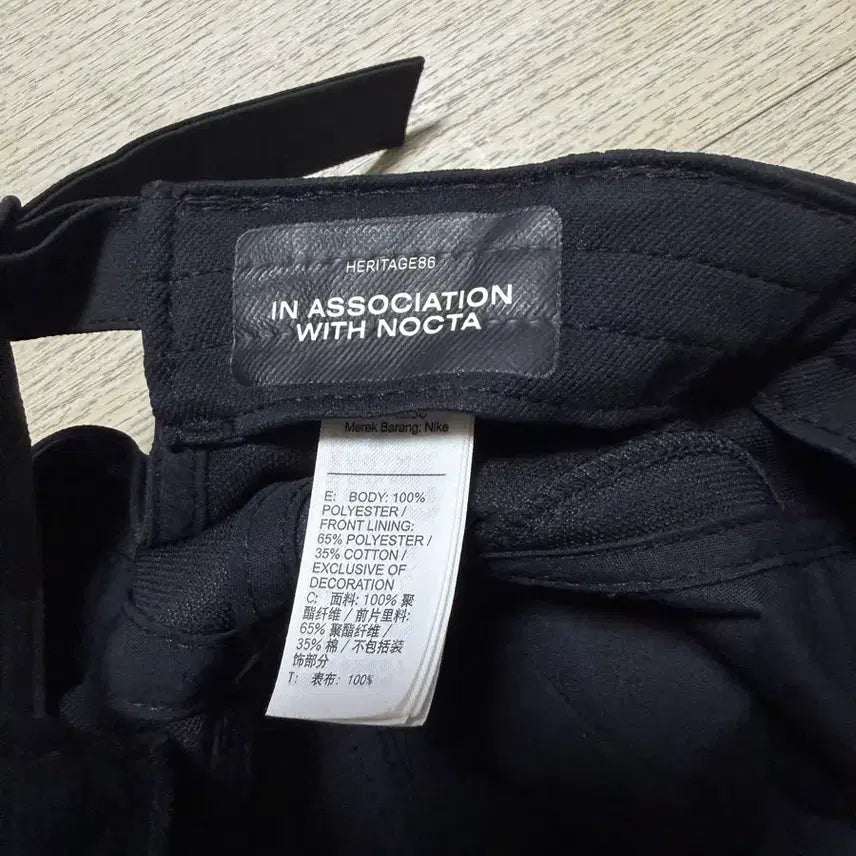 HERITAGE86
IN ASSOCIATION
WITH NOCTA
Merek Barang: Nike
E: BODY: 100%
POLYESTER /
FRONT LINING:
65% POLYESTER /
35% COTTON /
EXCLUSIVE OF
DECORATION
C: 面料: 100% 聚
酯纤维 / 前片里料:
65% 聚酯纤维 /
35% 棉 / 不包括装
饰部分
T: 表布: 100%